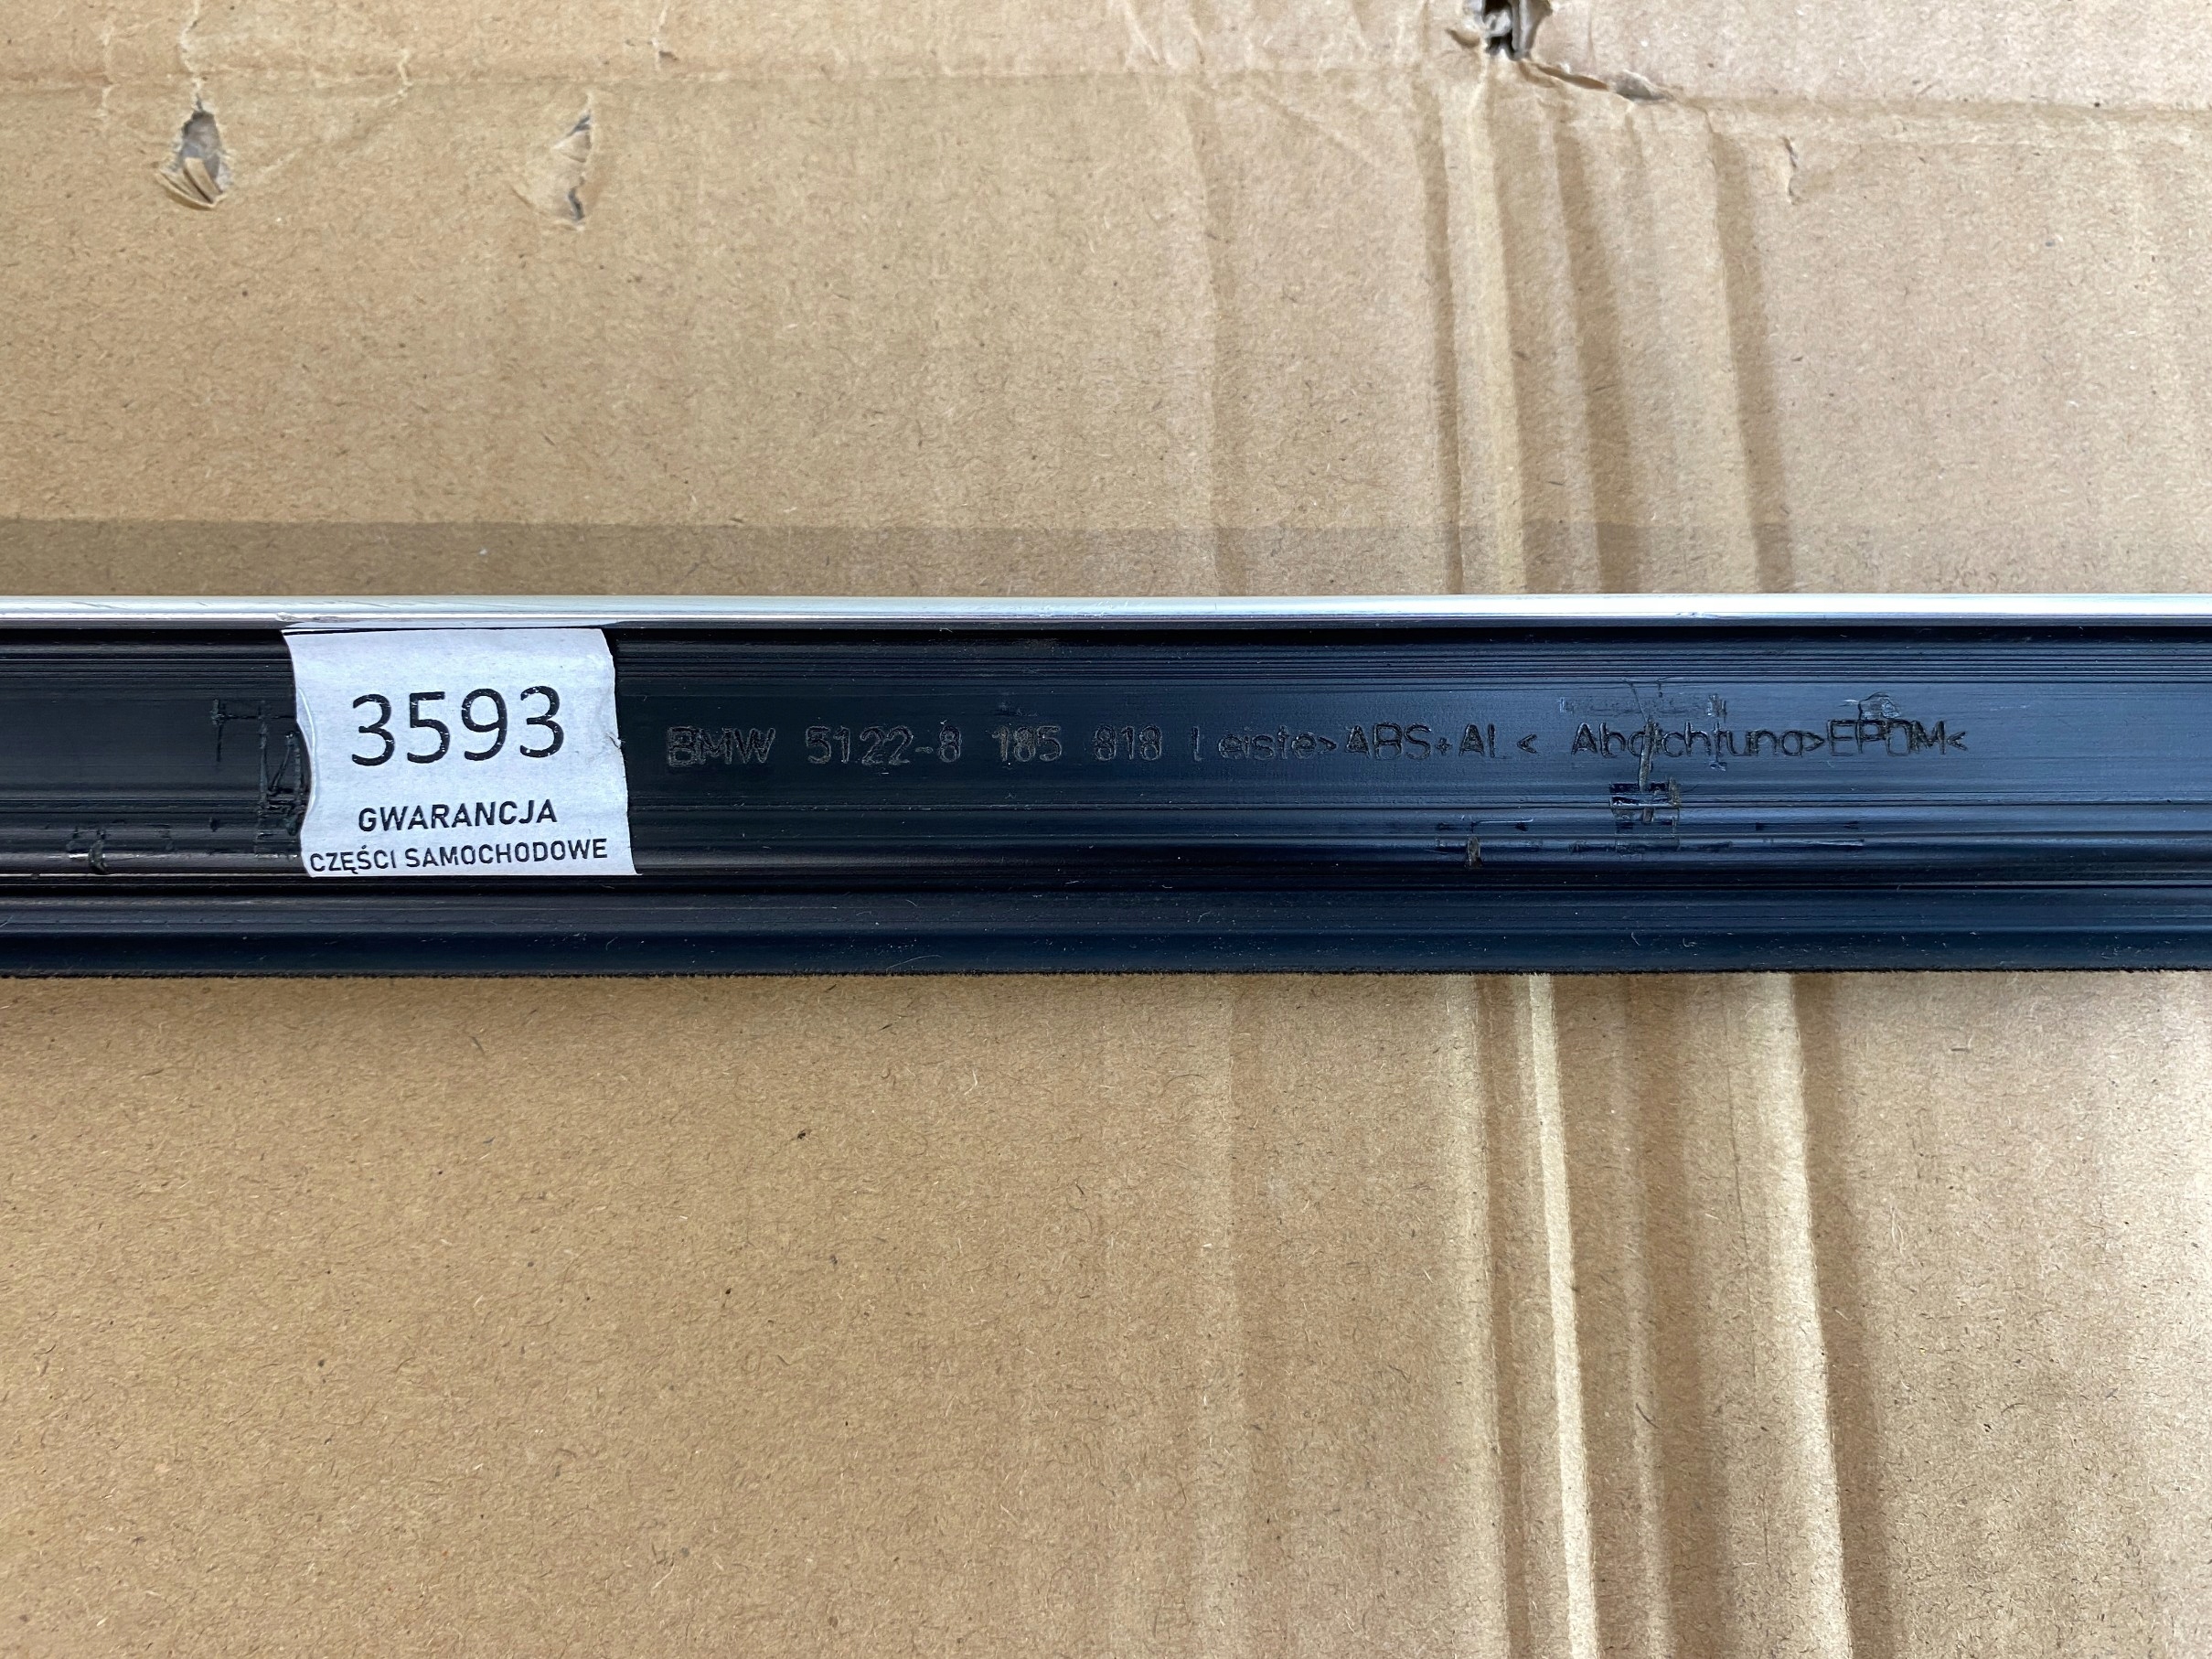 3593
GWARANCJA
CZĘŚCI SAMOCHODOWE
BMW 5122-8 185 818 Leiste>ABS+AL< Abdichtung>EPDM<